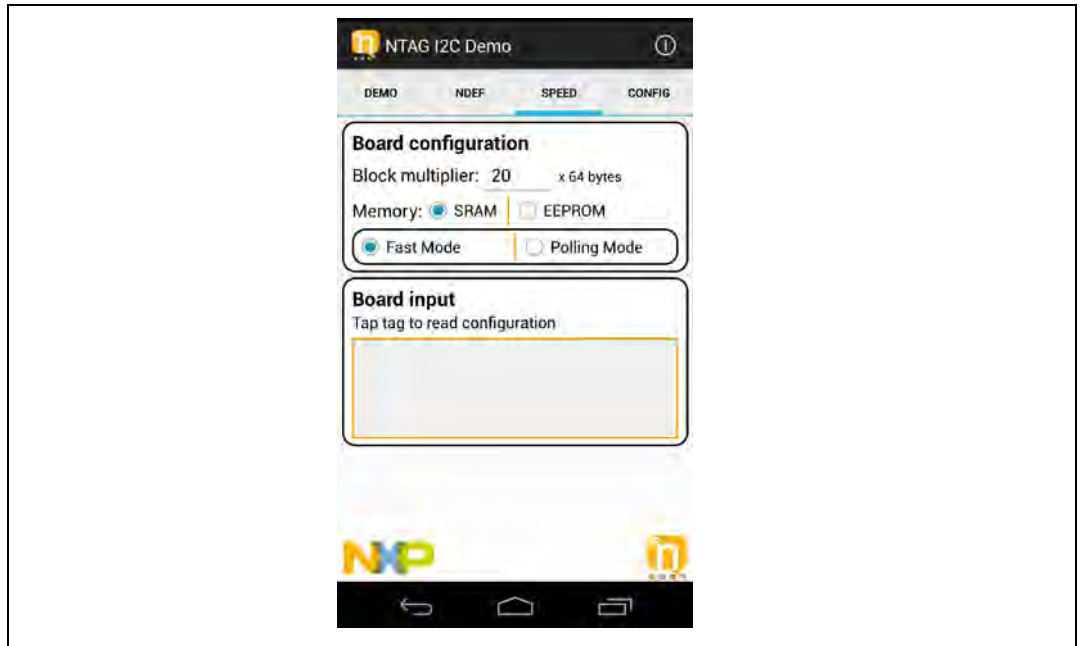 NTAG I2C Demo
DEMO NDEF SPEED CONFIG
Board configuration
Block multiplier: 20 x 64 bytes
Memory: SRAM EEPROM
Fast Mode Polling Mode
Board input
Tap tag to read configuration
NXP